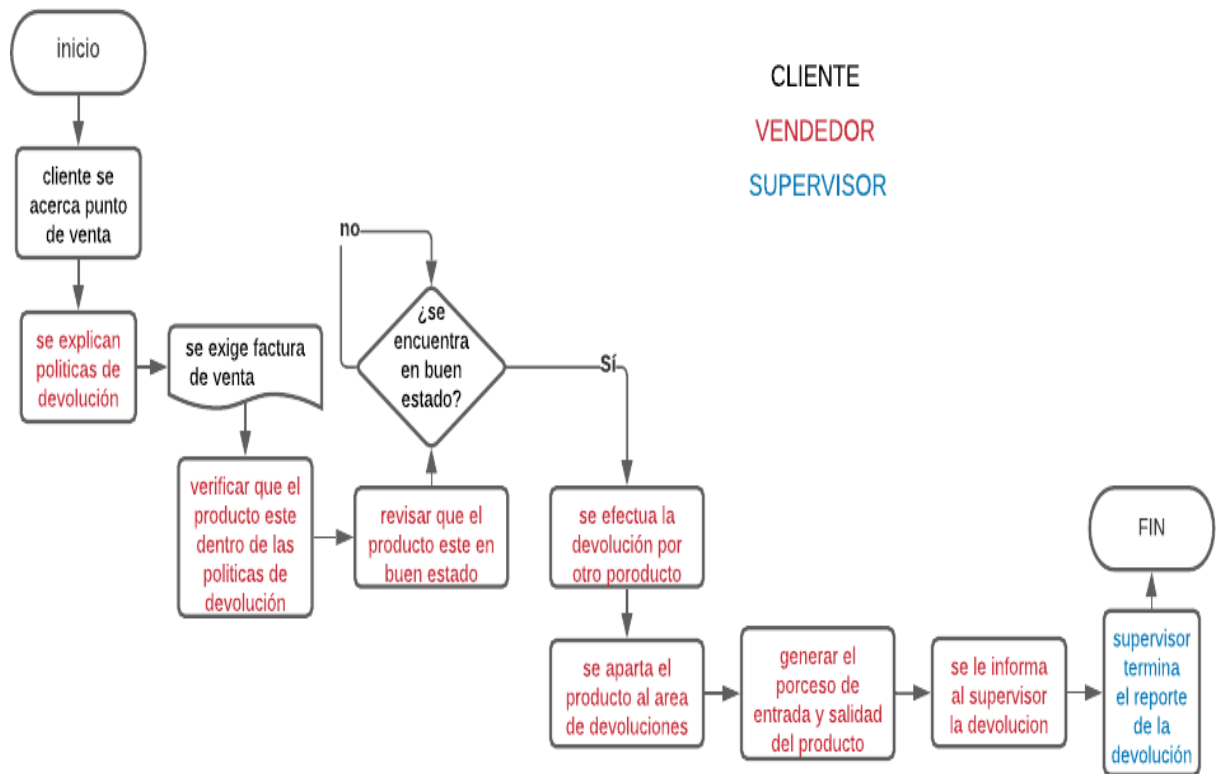 inicio
CLIENTE
VENDEDOR
SUPERVISOR
cliente se
acerca punto
de venta
se explican
politicas de
devolución
se exige factura
de venta
verificar que el
producto este
dentro de las
politicas de
devolución
revisar que el
producto este en
buen estado
¿se
encuentra
en buen
estado?
no
Sí
se efectua la
devolución por
otro poroducto
se aparta el
producto al area
de devoluciones
generar el
porceso de
entrada y salidad
del producto
se le informa
al supervisor
la devolucion
supervisor
termina
el reporte
de la
devolución
FIN